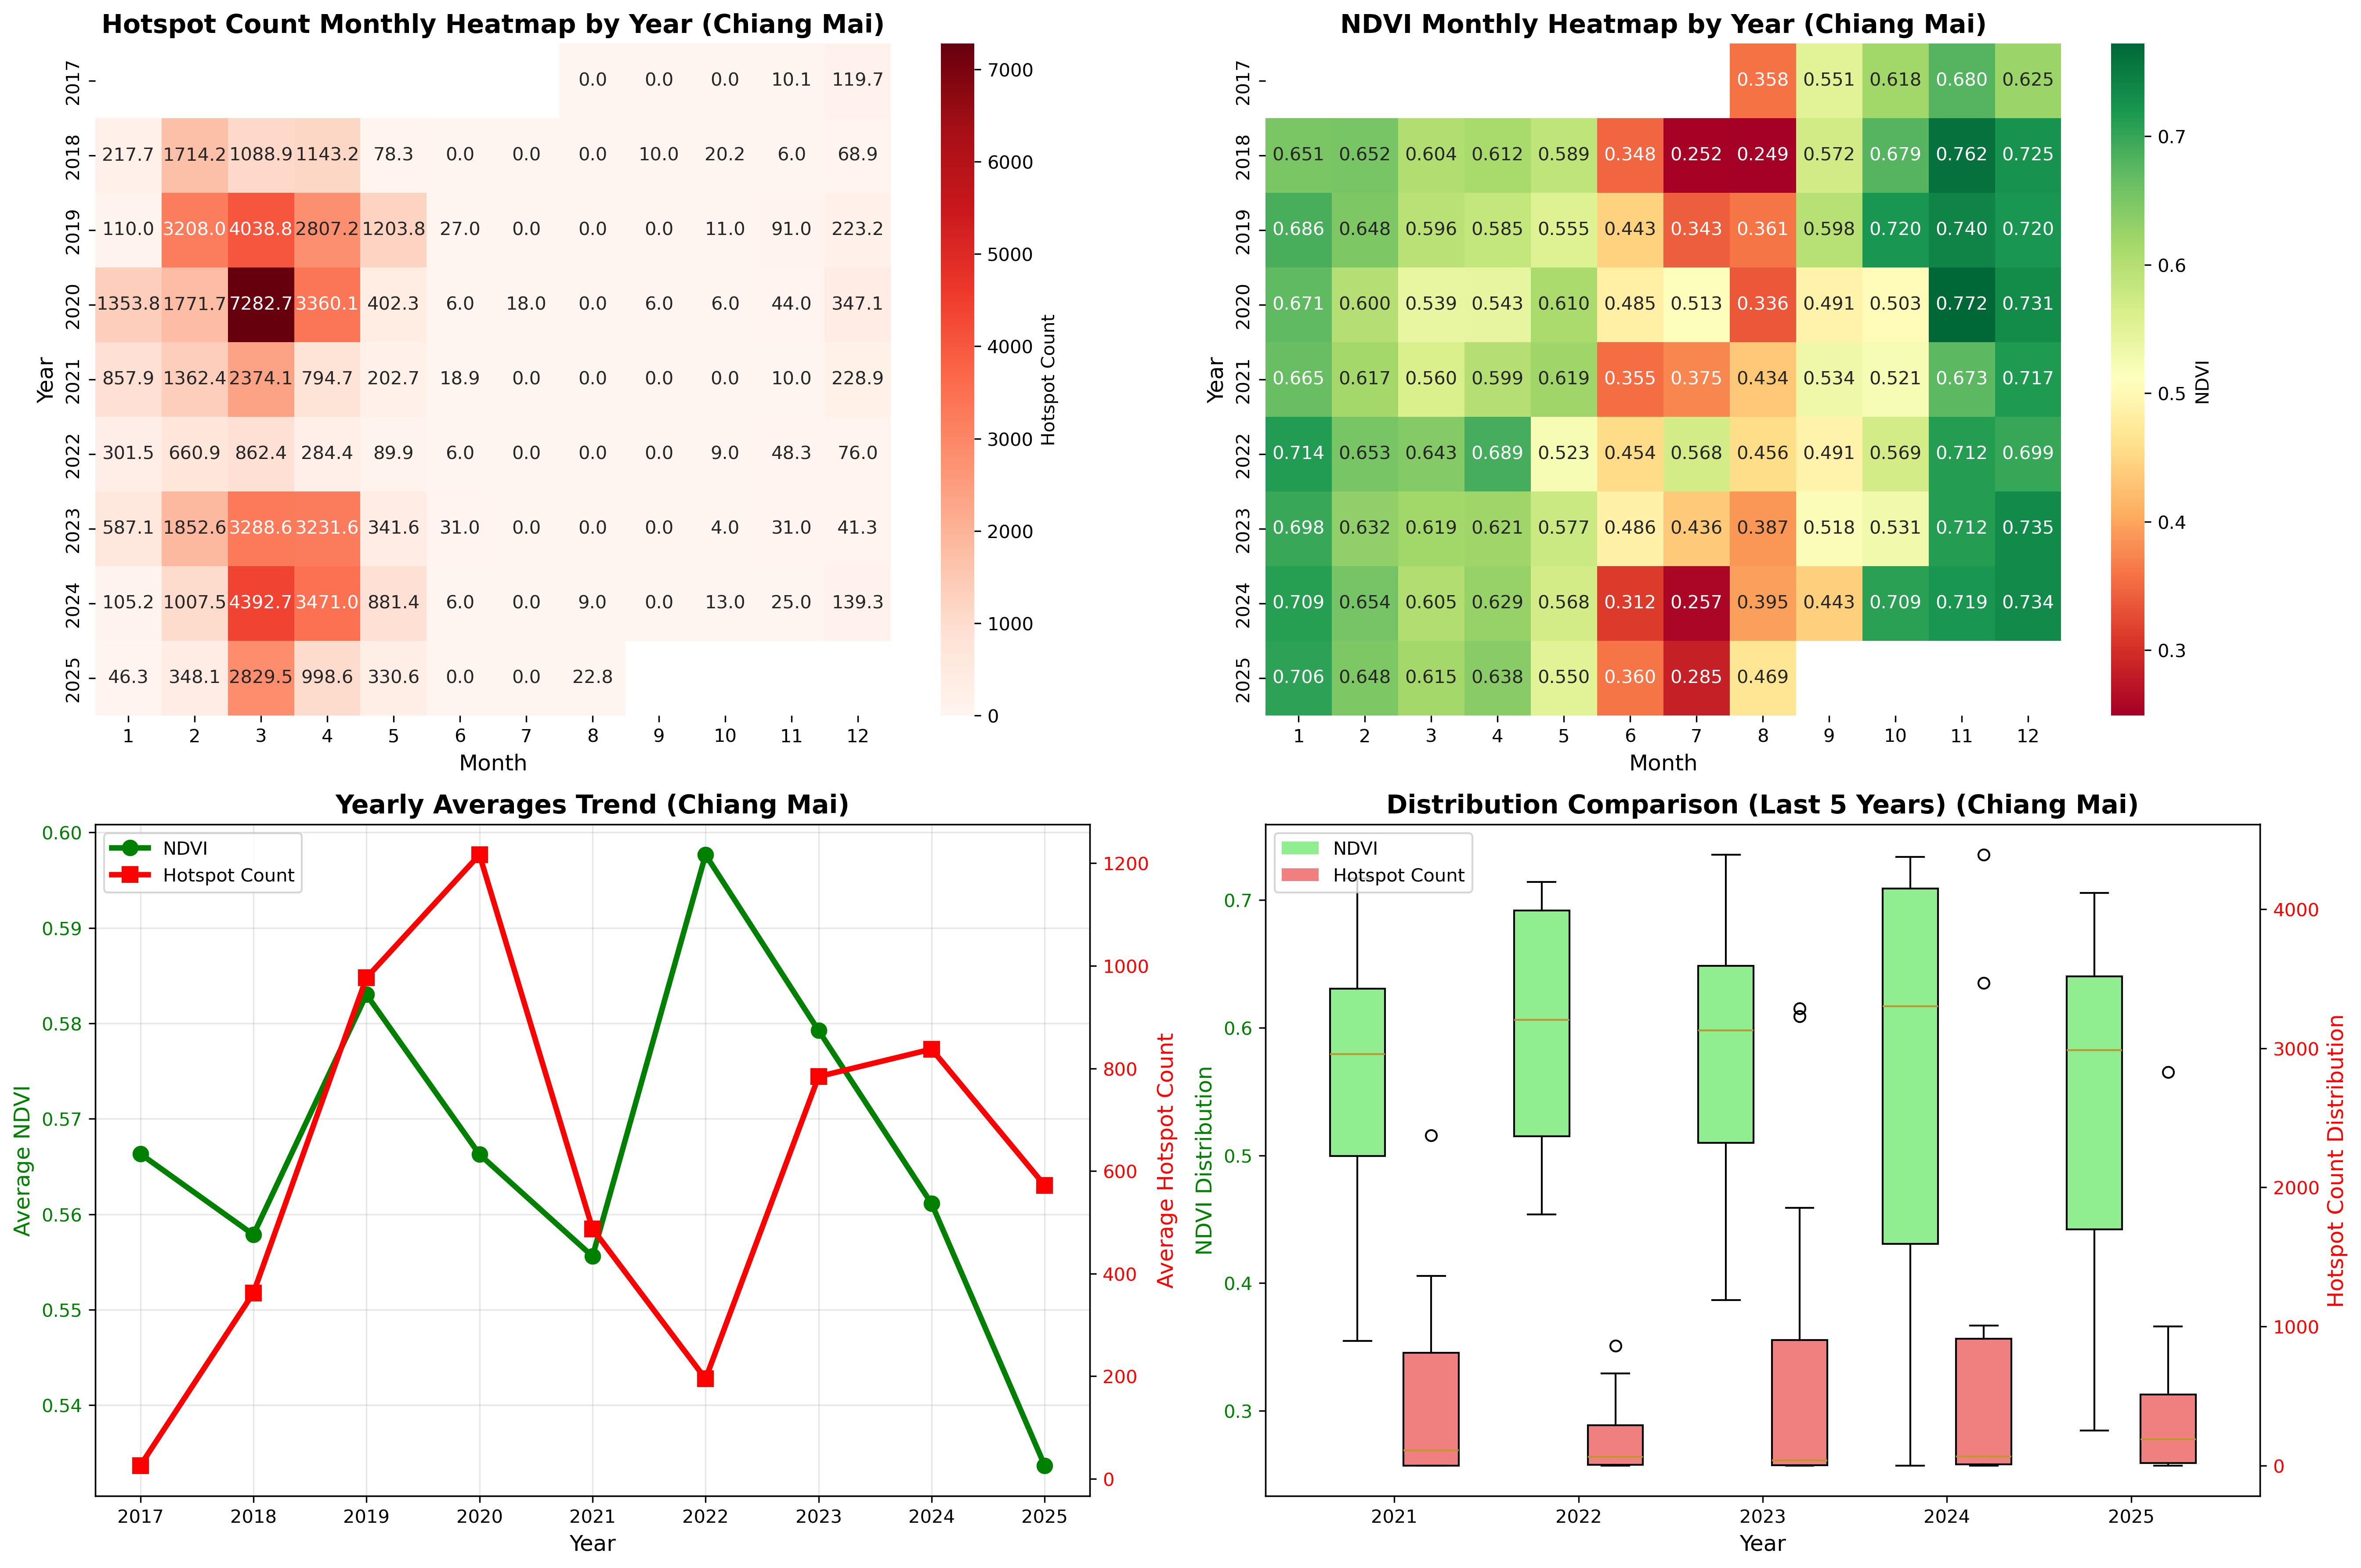 Hotspot Count Monthly Heatmap by Year (Chiang Mai)
Year
2017 0.0 0.0 0.0 10.1 119.7
2018 217.7 1714.2 1088.9 1143.2 78.3 0.0 0.0 0.0 10.0 20.2 6.0 68.9
2019 110.0 3208.0 4038.8 2807.2 1203.8 27.0 0.0 0.0 0.0 11.0 91.0 223.2
2020 1353.8 1771.7 7282.7 3360.1 402.3 6.0 18.0 0.0 6.0 6.0 44.0 347.1
2021 857.9 1362.4 2374.1 794.7 202.7 18.9 0.0 0.0 0.0 0.0 10.0 228.9
2022 301.5 660.9 862.4 284.4 89.9 6.0 0.0 0.0 0.0 9.0 48.3 76.0
2023 587.1 1852.6 3288.6 3231.6 341.6 31.0 0.0 0.0 0.0 4.0 31.0 41.3
2024 105.2 1007.5 4392.7 3471.0 881.4 6.0 0.0 9.0 0.0 13.0 25.0 139.3
2025 46.3 348.1 2829.5 998.6 330.6 0.0 0.0 22.8
1 2 3 4 5 6 7 8 9 10 11 12
Month
7000
6000
5000
4000
3000
2000
1000
0
Hotspot Count
NDVI Monthly Heatmap by Year (Chiang Mai)
Year
2017 0.358 0.551 0.618 0.680 0.625
2018 0.651 0.652 0.604 0.612 0.589 0.348 0.252 0.249 0.572 0.679 0.762 0.725
2019 0.686 0.648 0.596 0.585 0.555 0.443 0.343 0.361 0.598 0.720 0.740 0.720
2020 0.671 0.600 0.539 0.543 0.610 0.485 0.513 0.336 0.491 0.503 0.772 0.731
2021 0.665 0.617 0.560 0.599 0.619 0.355 0.375 0.434 0.534 0.521 0.673 0.717
2022 0.714 0.653 0.643 0.689 0.523 0.454 0.568 0.456 0.491 0.569 0.712 0.699
2023 0.698 0.632 0.619 0.621 0.577 0.486 0.436 0.387 0.518 0.531 0.712 0.735
2024 0.709 0.654 0.605 0.629 0.568 0.312 0.257 0.395 0.443 0.709 0.719 0.734
2025 0.706 0.648 0.615 0.638 0.550 0.360 0.285 0.469
1 2 3 4 5 6 7 8 9 10 11 12
Month
0.7
0.6
0.5
0.4
0.3
NDVI
Yearly Averages Trend (Chiang Mai)
NDVI
Hotspot Count
Average NDVI
0.60
0.59
0.58
0.57
0.56
0.55
0.54
1200
1000
800
600
400
200
0
Average Hotspot Count
2017 2018 2019 2020 2021 2022 2023 2024 2025
Year
Distribution Comparison (Last 5 Years) (Chiang Mai)
NDVI
Hotspot Count
NDVI Distribution
0.7
0.6
0.5
0.4
0.3
4000
3000
2000
1000
0
Hotspot Count Distribution
2021 2022 2023 2024 2025
Year